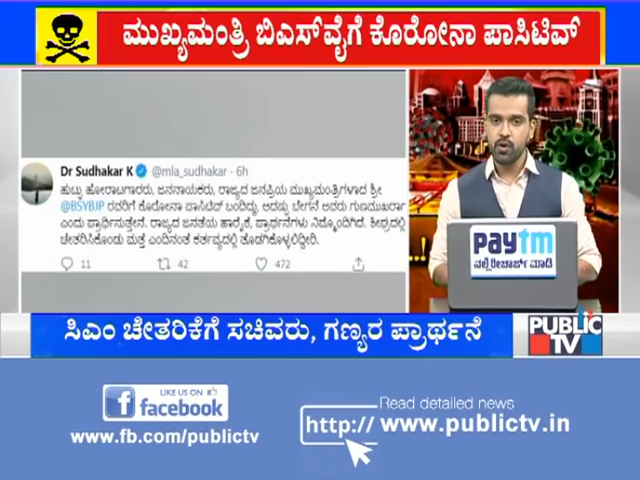 ಮುಖ್ಯಮಂತ್ರಿ ಬಿಎಸ್‌ವೈಗೆ ಕೊರೋನಾ ಪಾಸಿಟಿವ್
Dr Sudhakar K @mla_sudhakar · 6h
ಹುಟ್ಟು ಹೋರಾಟಗಾರರು, ಜನನಾಯಕರು, ರಾಜ್ಯದ ಜನಪ್ರಿಯ ಮುಖ್ಯಮಂತ್ರಿಗಳಾದ ಶ್ರೀ
@BSYBJP ರವರಿಗೆ ಕೊರೊನಾ ಪಾಸಿಟಿವ್ ಬಂದಿದ್ದು, ಆದಷ್ಟು ಬೇಗನೆ ಅವರು ಗುಣಮುಖರಾಗಲಿ
ಎಂದು ಪ್ರಾರ್ಥಿಸುತ್ತೇನೆ. ರಾಜ್ಯದ ಜನತೆಯ ಹಾರೈಕೆ, ಪ್ರಾರ್ಥನೆಗಳು ನಿಮ್ಮೊಂದಿಗಿದೆ. ಶೀಘ್ರದಲ್ಲಿ
ಚೇತರಿಸಿಕೊಂಡು ಮತ್ತೆ ಎಂದಿನಂತೆ ಕರ್ತವ್ಯದಲ್ಲಿ ತೊಡಗಿಕೊಳ್ಳಲಿದ್ದೀರಿ.
11 42 472
paytm
ನಲ್ಲಿ ರೀಚಾರ್ಜ್ ಮಾಡಿ
ಸಿಎಂ ಚೇತರಿಕೆಗೆ ಸಚಿವರು, ಗಣ್ಯರ ಪ್ರಾರ್ಥನೆ
PUBLIC
TV
LIKE US ON
facebook
www.fb.com/publictv
Read detailed news
http:// www.publictv.in